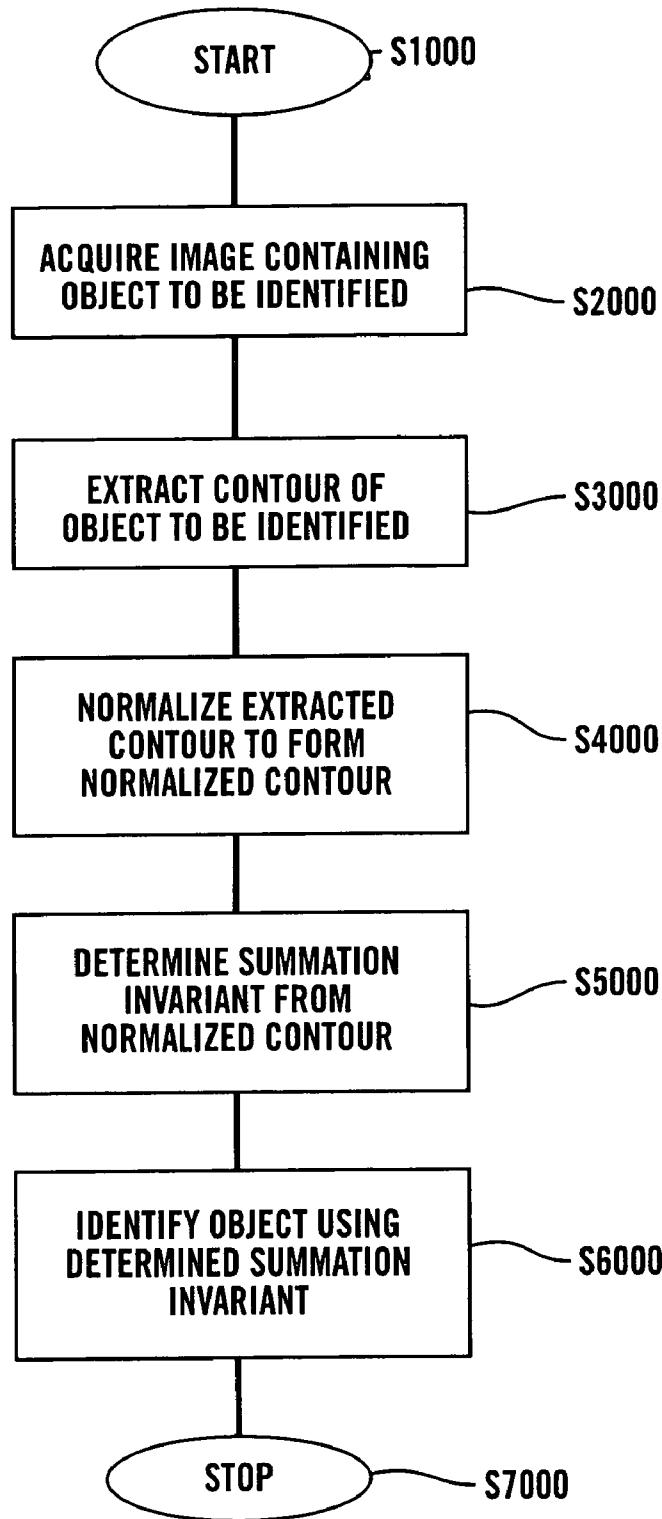 START
S1000
ACQUIRE IMAGE CONTAINING
OBJECT TO BE IDENTIFIED
S2000
EXTRACT CONTOUR OF
OBJECT TO BE IDENTIFIED
S3000
NORMALIZE EXTRACTED
CONTOUR TO FORM
NORMALIZED CONTOUR
S4000
DETERMINE SUMMATION
INVARIANT FROM
NORMALIZED CONTOUR
S5000
IDENTIFY OBJECT USING
DETERMINED SUMMATION
INVARIANT
S6000
STOP
S7000